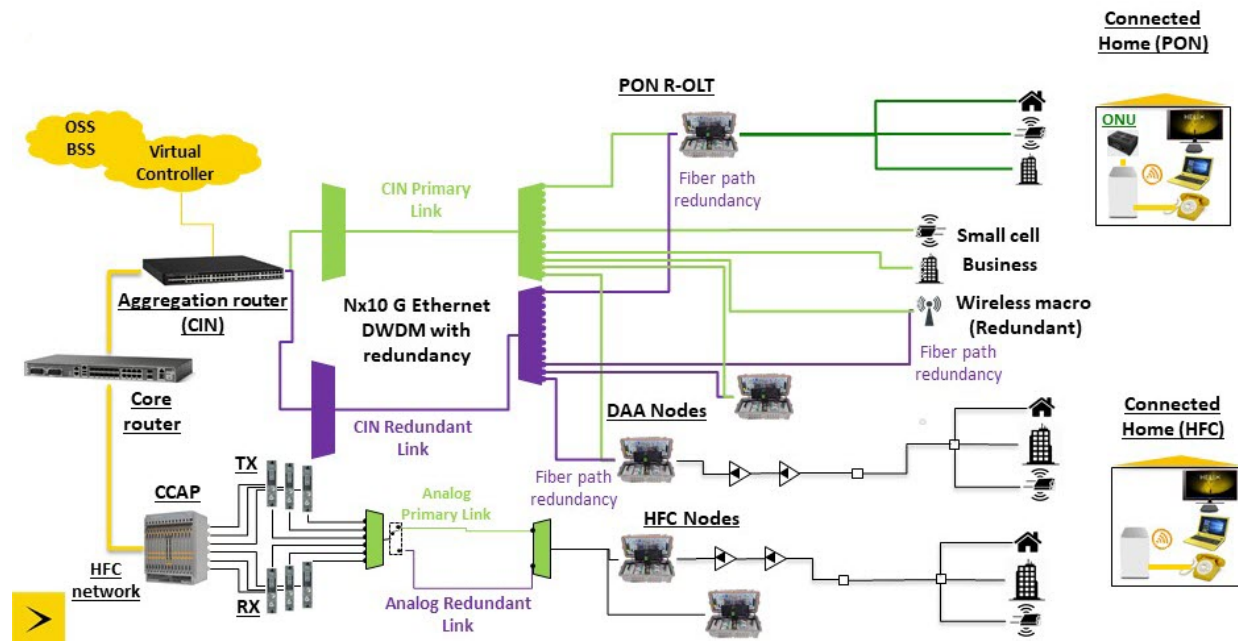 Connected
Home (PON)
PON R-OLT
ONU
OSS
BSS
Virtual
Controller
CIN Primary
Link
Fiber path
redundancy
Small cell
Business
Aggregation router
(CIN)
Nx10 G Ethernet
DWDM with
redundancy
Wireless macro
(Redundant)
Fiber path
redundancy
Core
router
CIN Redundant
Link
DAA Nodes
Connected
Home (HFC)
TX
Fiber path
redundancy
CCAP
Analog
Primary Link
HFC Nodes
HFC
network
RX
Analog Redundant
Link